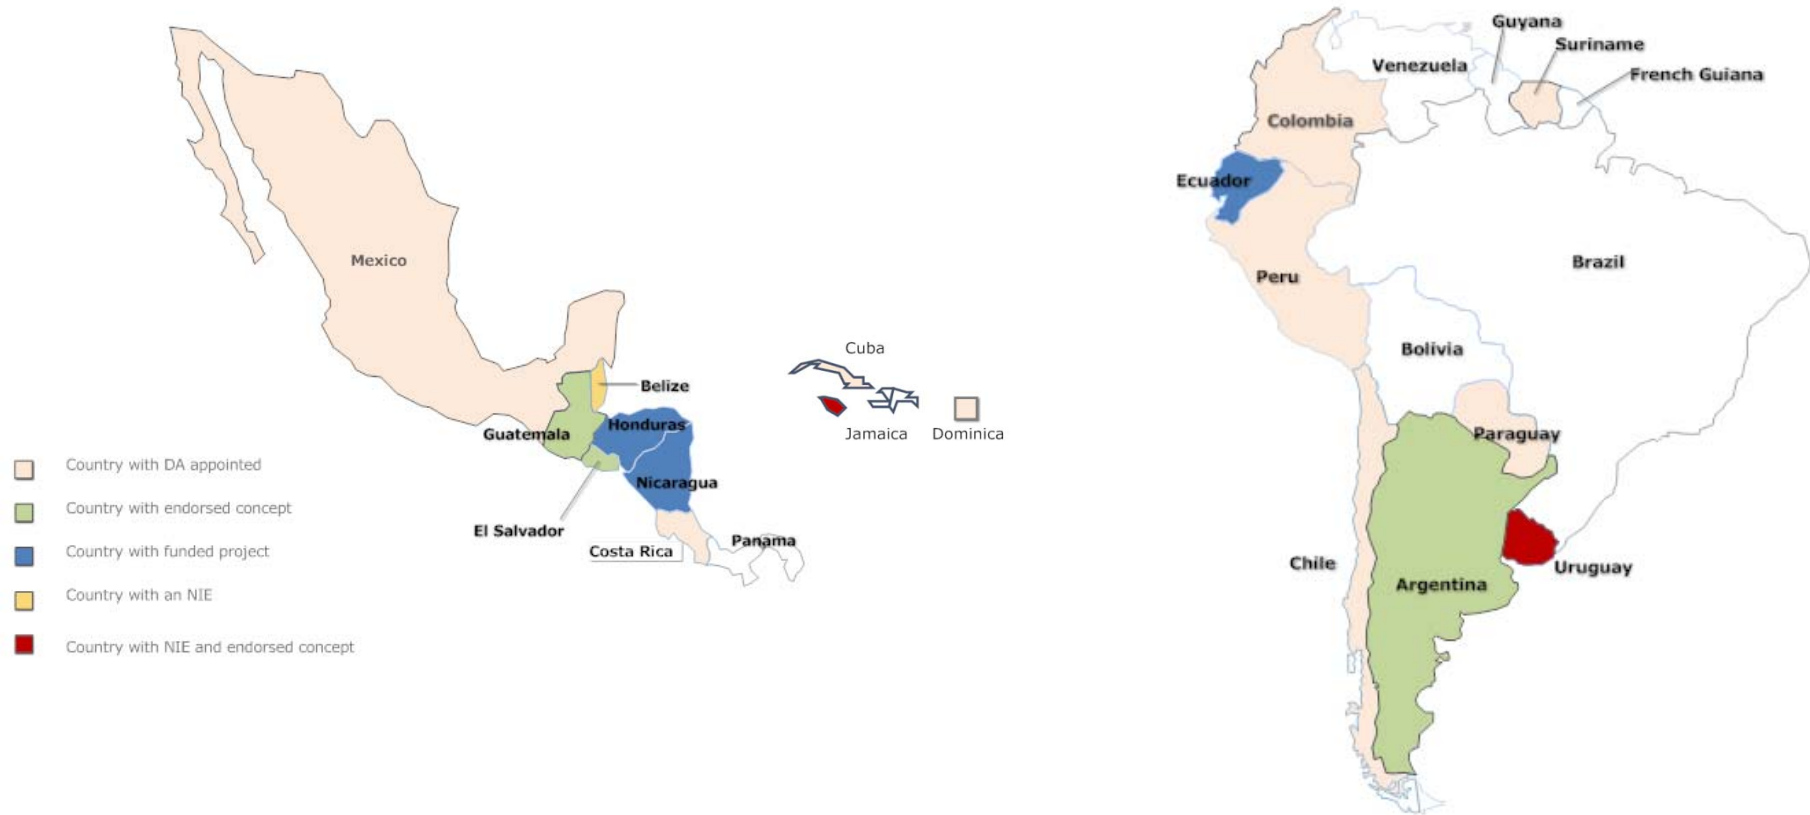 Guyana
Suriname
Venezuela
French Guiana
Colombia
Ecuador
Mexico
Brazil
Peru
Cuba
Bolivia
Belize
Jamaica
Dominica
Honduras
Guatemala
Paraguay
Country with DA appointed
Nicaragua
Country with endorsed concept
El Salvador
Panama
Country with funded project
Costa Rica
Chile
Uruguay
Argentina
Country with an NIE
Country with NIE and endorsed concept